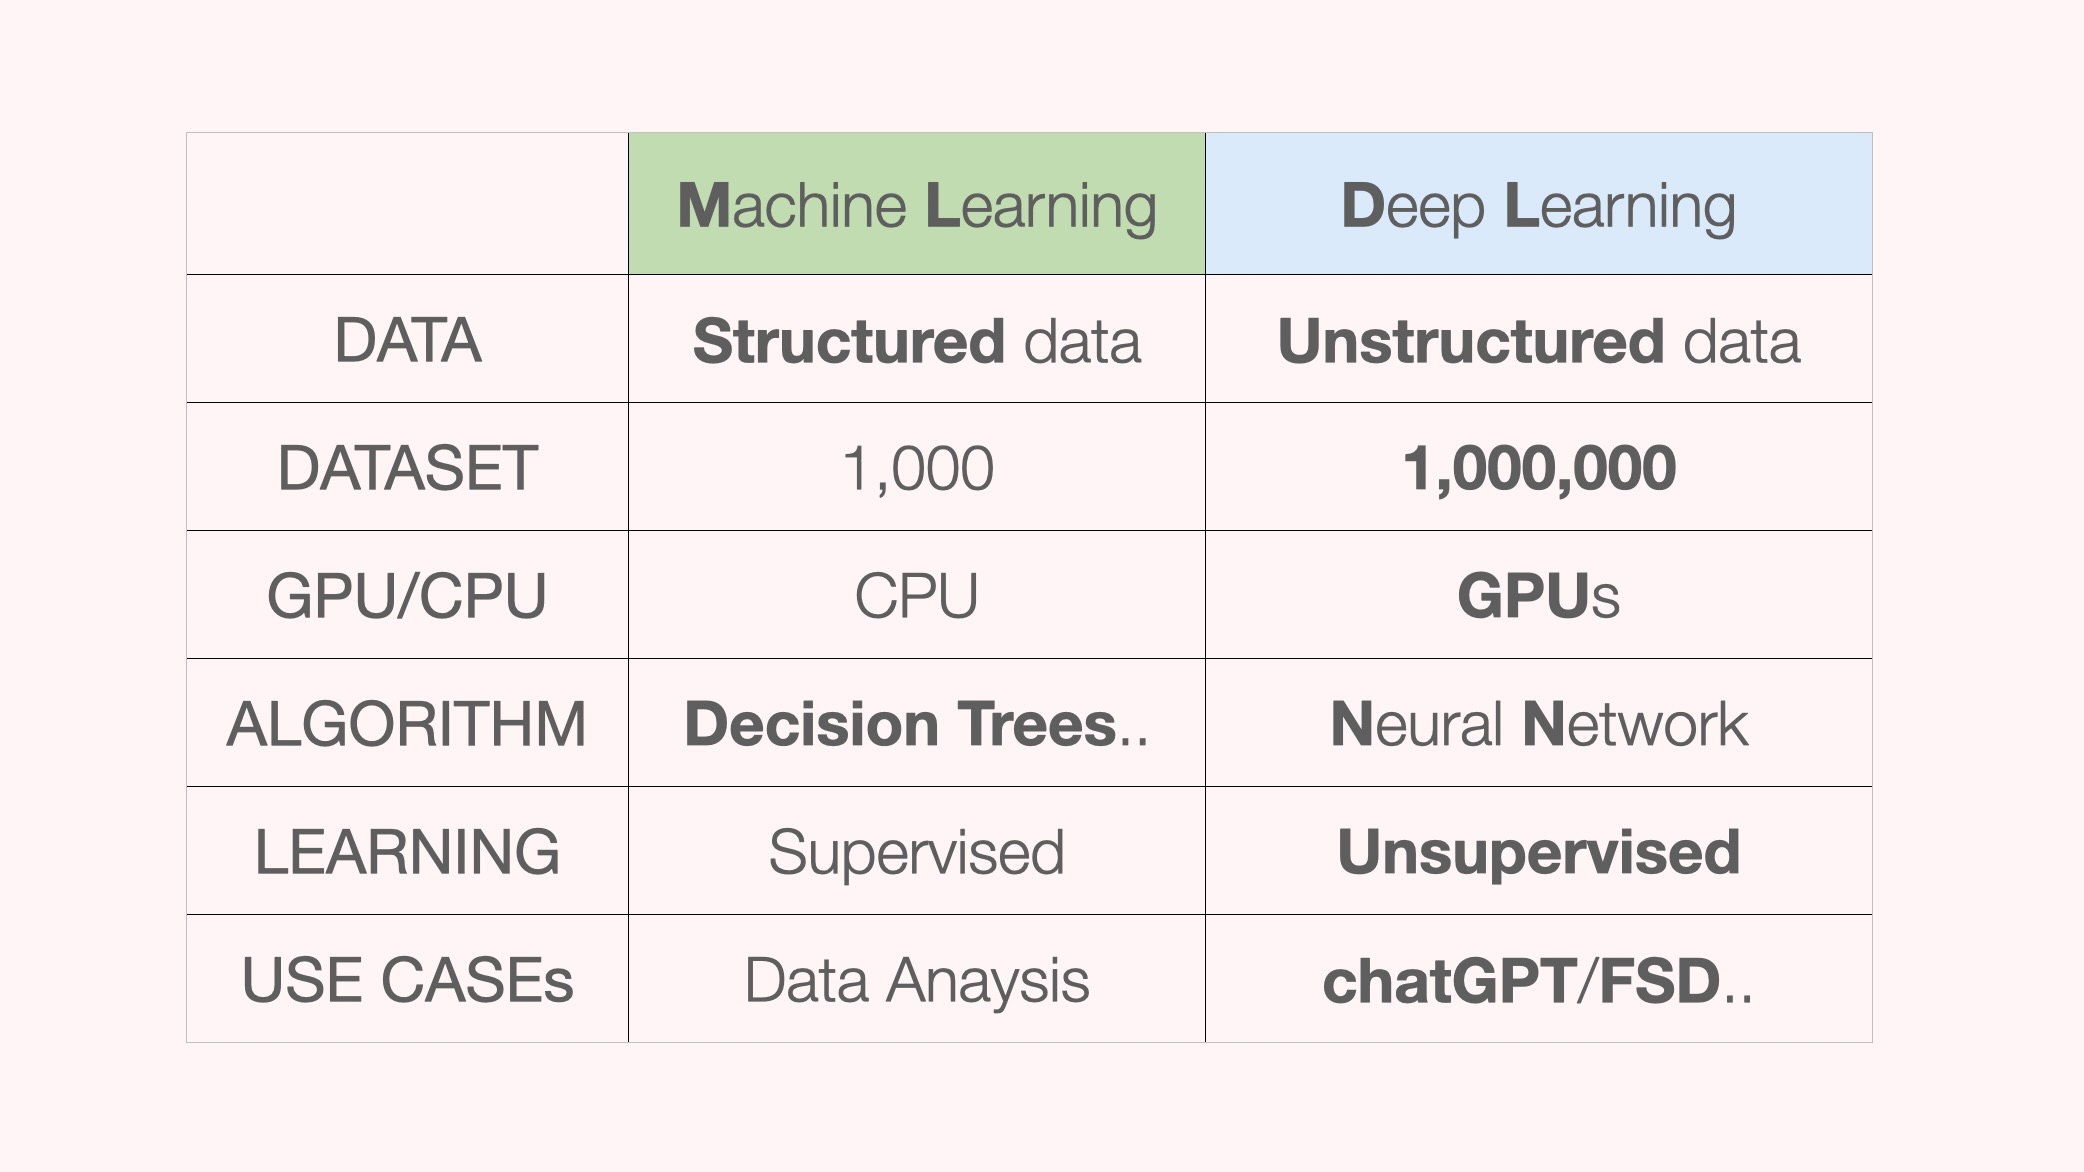 Machine Learning Deep Learning
DATA Structured data Unstructured data
DATASET 1,000 1,000,000
GPU/CPU CPU GPUs
ALGORITHM Decision Trees.. Neural Network
LEARNING Supervised Unsupervised
USE CASEs Data Anaysis chatGPT/FSD..